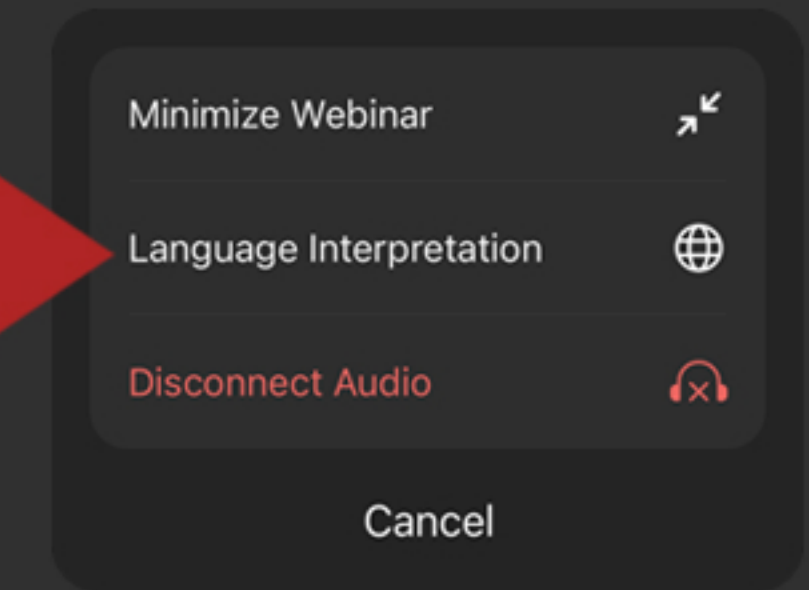 Minimize Webinar
Language Interpretation
Disconnect Audio
Cancel